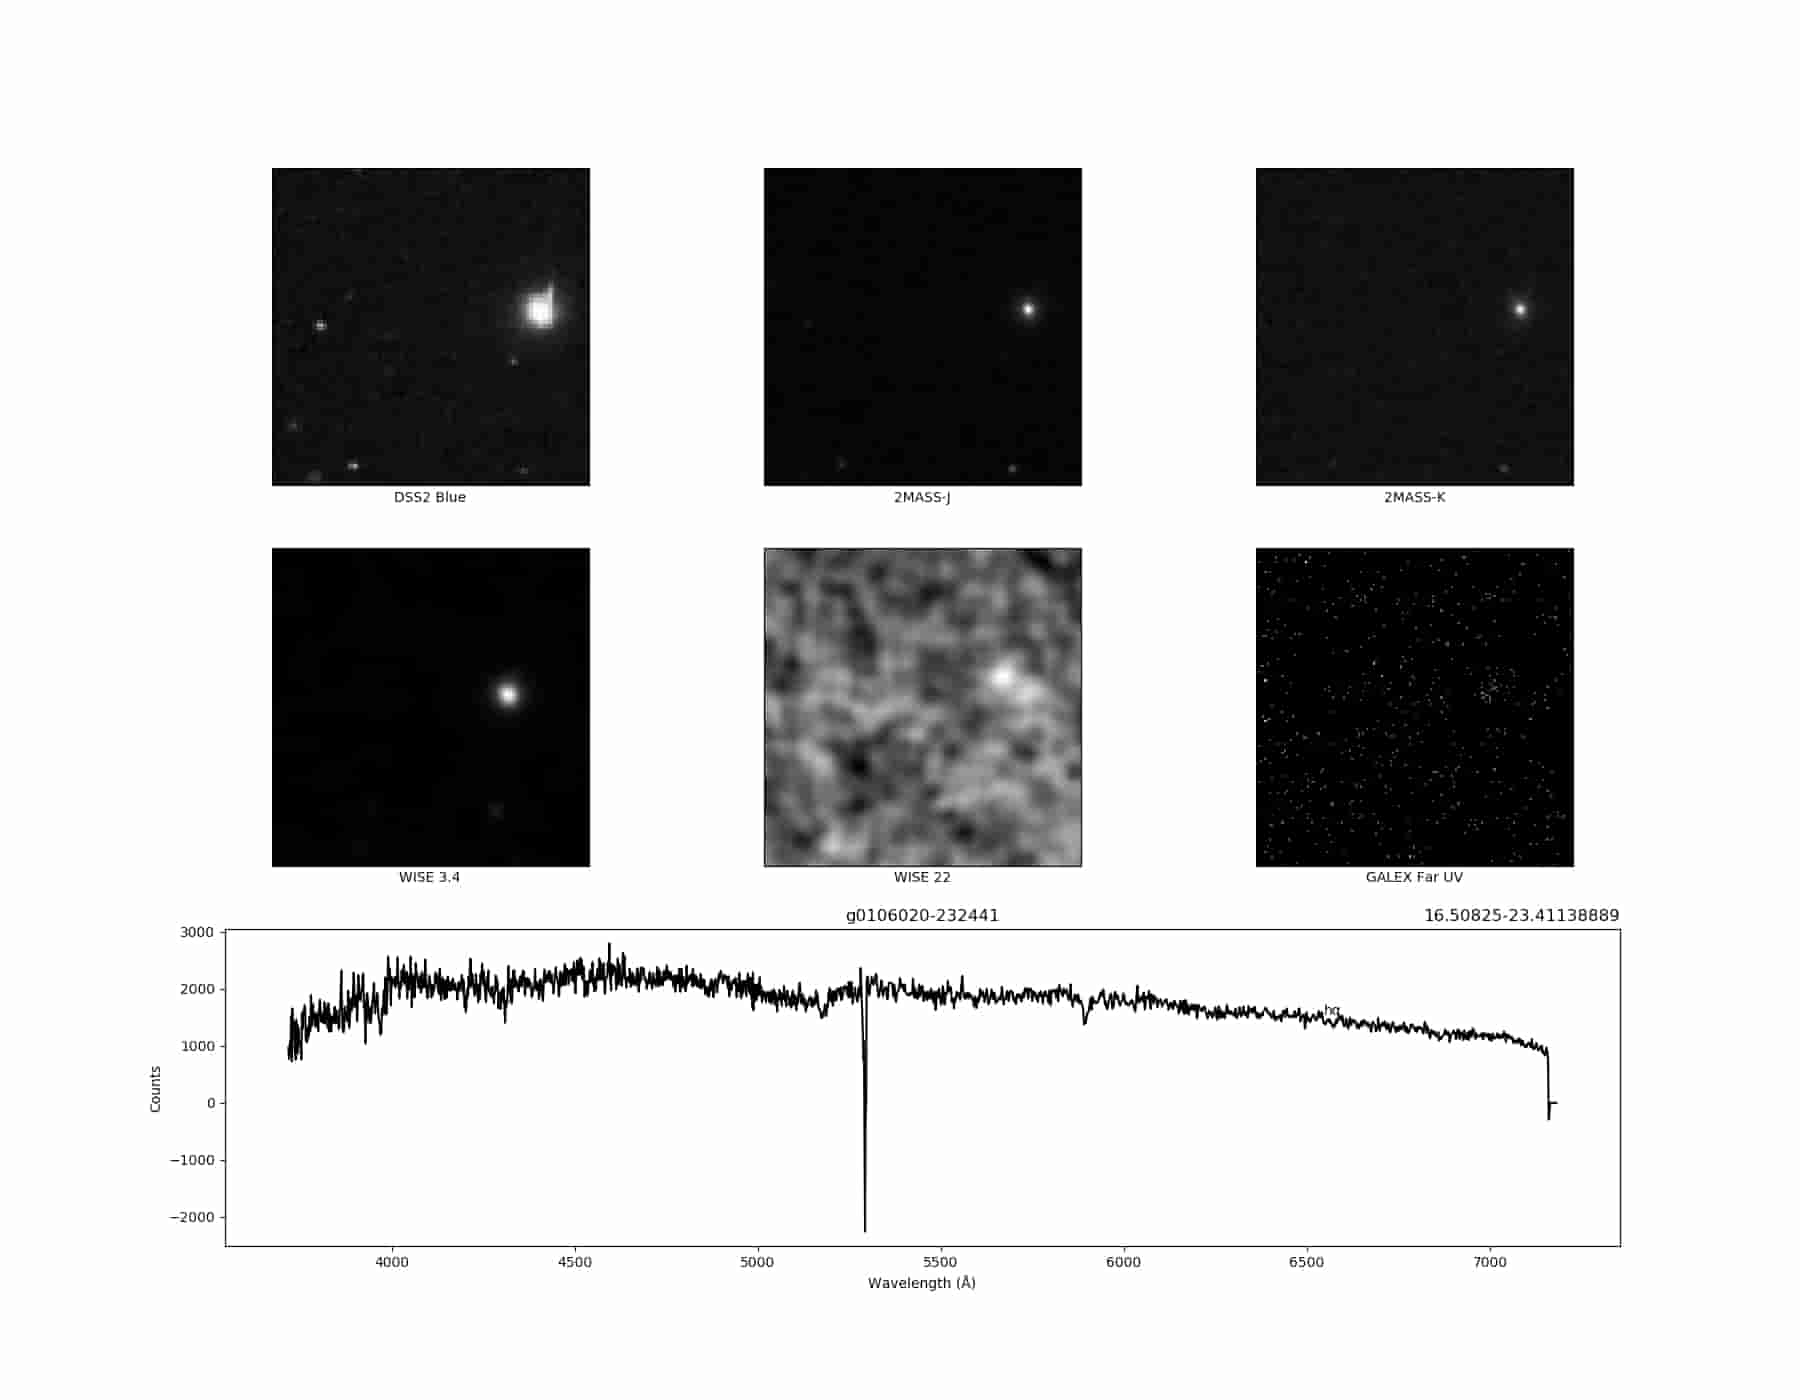 DSS2 Blue
2MASS-J
2MASS-K
WISE 3.4
WISE 22
GALEX Far UV
g0106020-232441
16.50825-23.41138889
3000
2000
1000
0
−1000
−2000
Counts
hα
4000
4500
5000
5500
6000
6500
7000
Wavelength (Å)